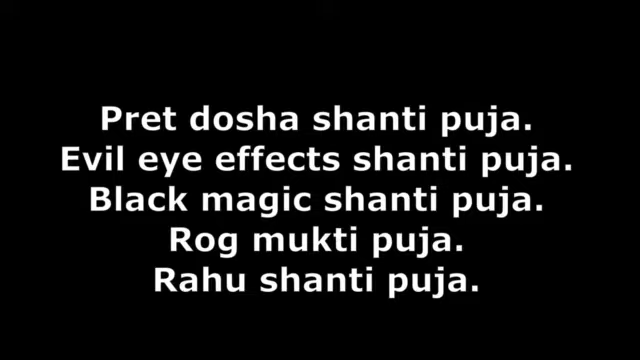 Pret dosha shanti puja.
Evil eye effects shanti puja.
Black magic shanti puja.
Rog mukti puja.
Rahu shanti puja.